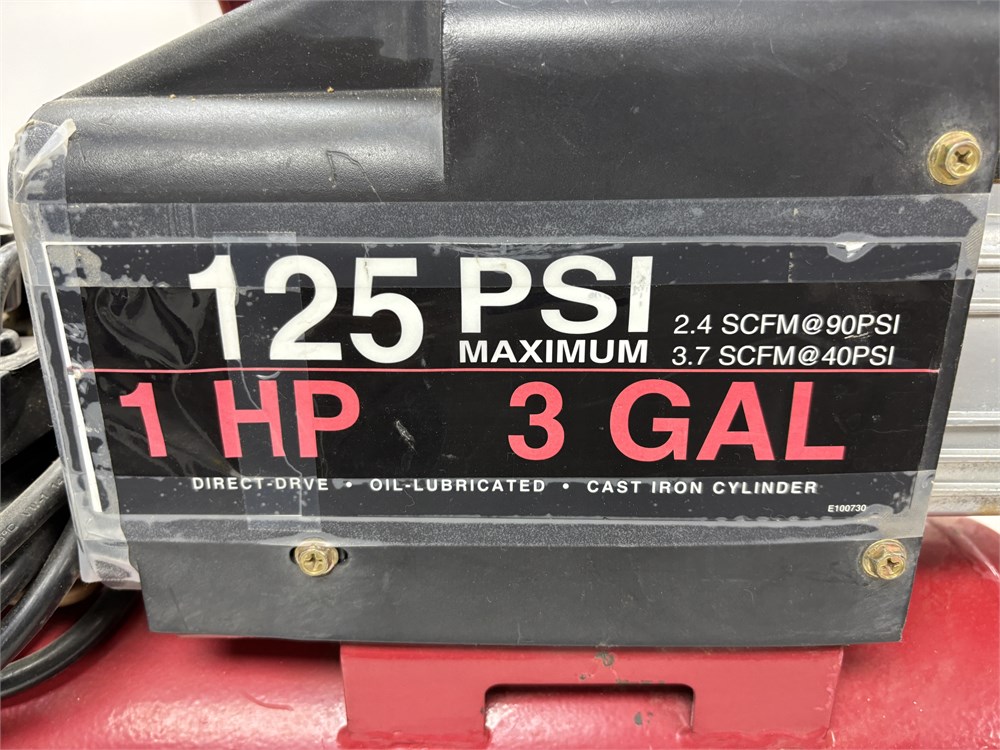 125 PSI
MAXIMUM
2.4 SCFM@90PSI
3.7 SCFM@40PSI
1 HP 3 GAL
DIRECT-DRVE • OIL-LUBRICATED • CAST IRON CYLINDER
E100730